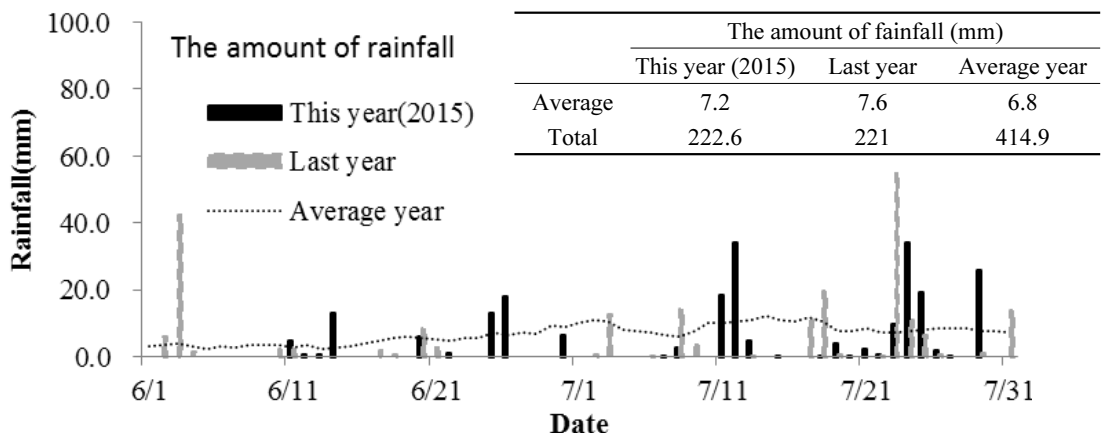 100.0
80.0
60.0
40.0
20.0
0.0
Rainfall(mm)
The amount of rainfall
This year(2015)
Last year
Average year
The amount of fainfall (mm)
This year (2015) Last year Average year
Average 7.2 7.6 6.8
Total 222.6 221 414.9
6/1 6/11 6/21 7/1 7/11 7/21 7/31
Date